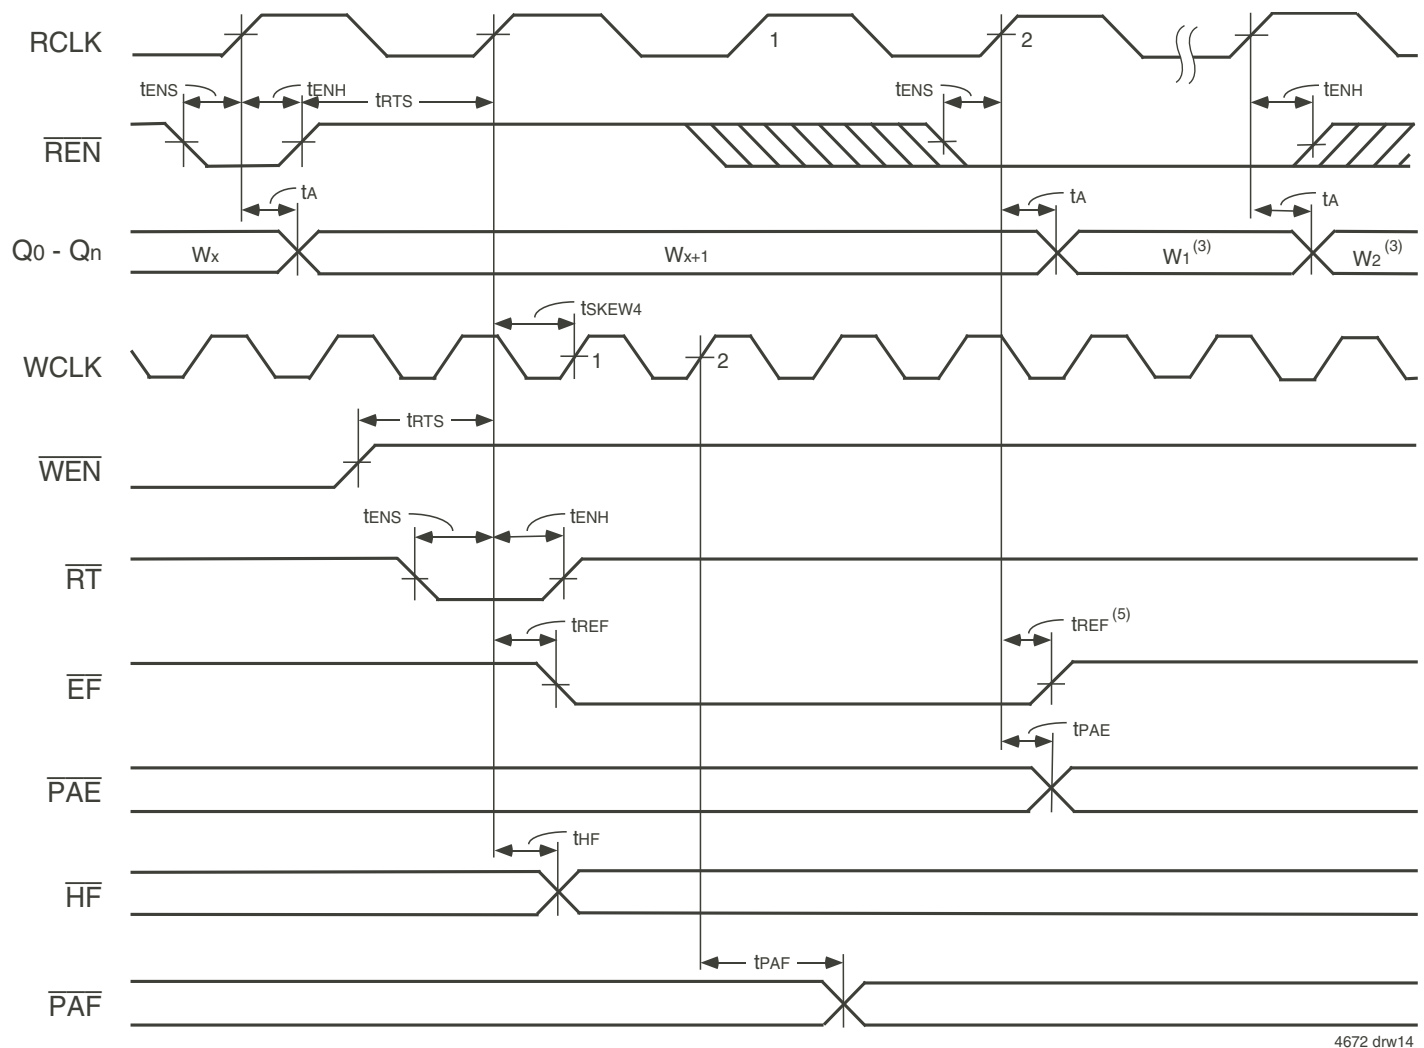 RCLK
1
2
tENS
tENH
tRTS
tENS
tENH
REN
tA
tA
tA
Q0 - Qn
Wx
Wx+1
W1 (3)
W2 (3)
tSKEW4
WCLK
1
2
tRTS
WEN
tENS
tENH
RT
tREF
tREF (5)
EF
tPAE
PAE
tHF
HF
tPAF
PAF
4672 drw14